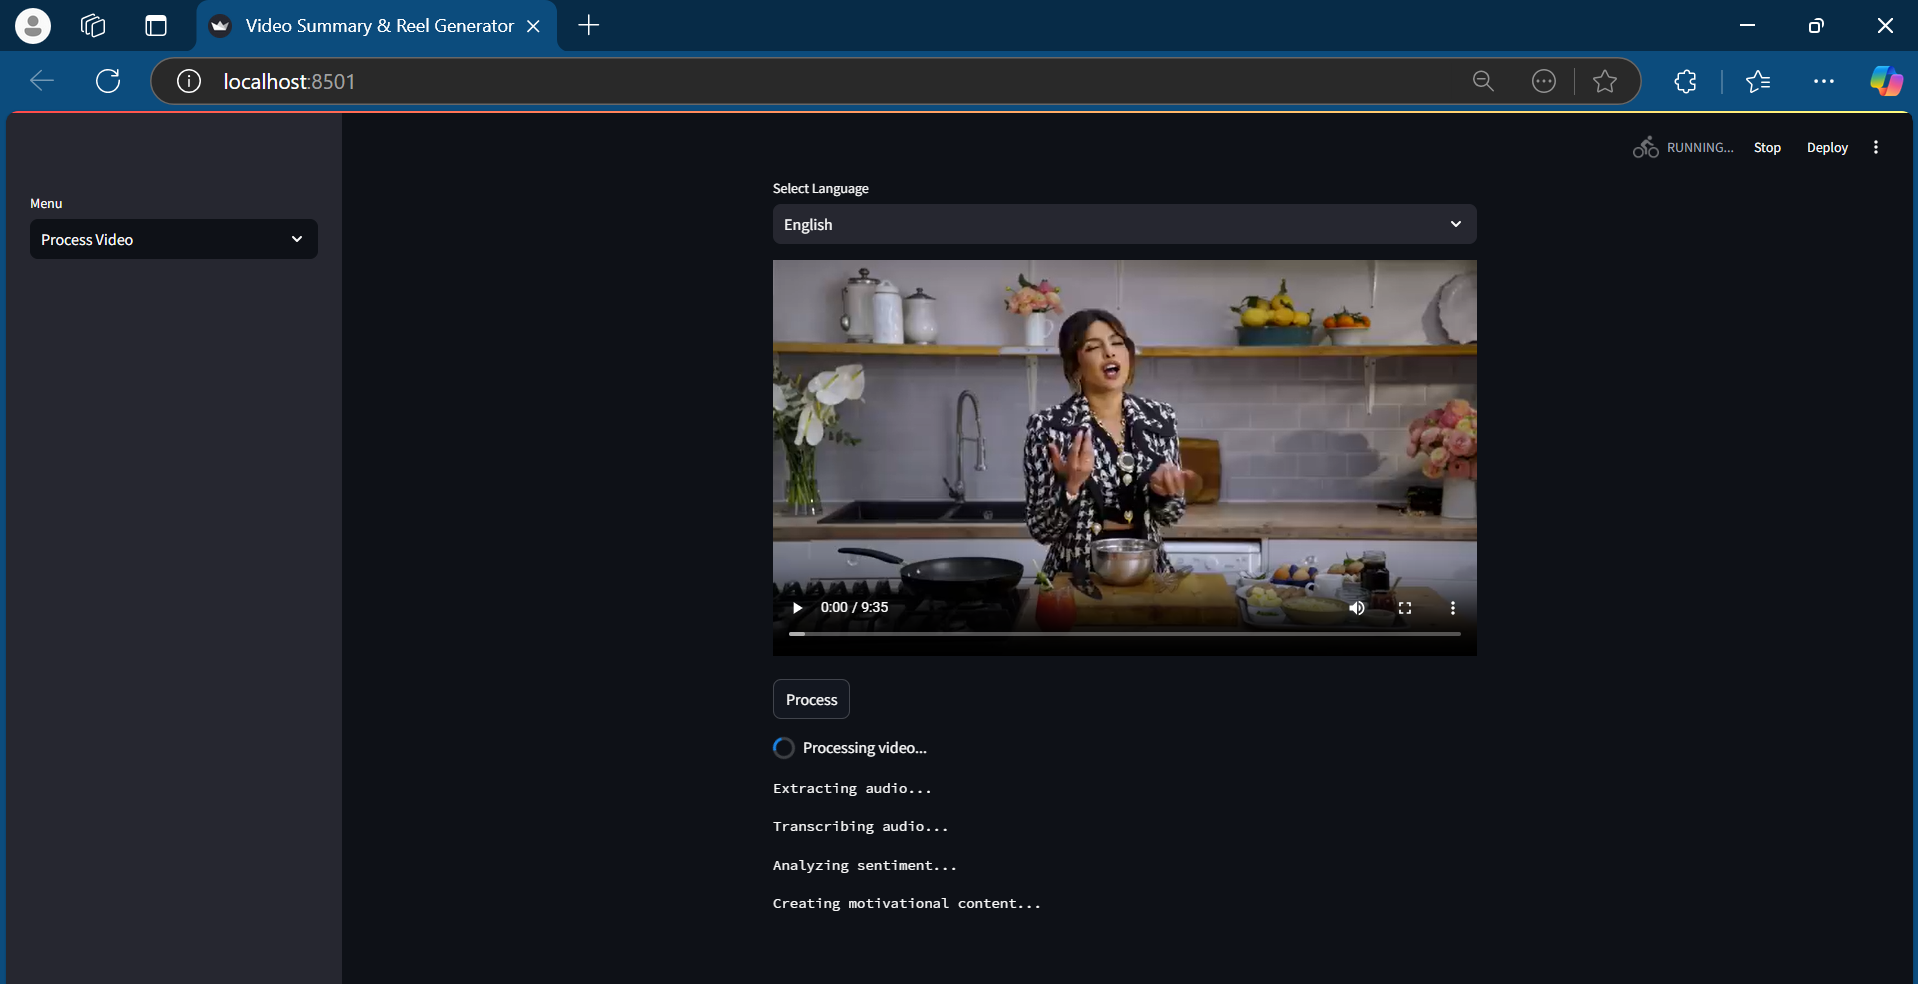 Video Summary & Reel Generator
localhost:8501
RUNNING... Stop Deploy
Menu
Process Video
Select Language
English
0:00 / 9:35
Process
Processing video...
Extracting audio...
Transcribing audio...
Analyzing sentiment...
Creating motivational content...